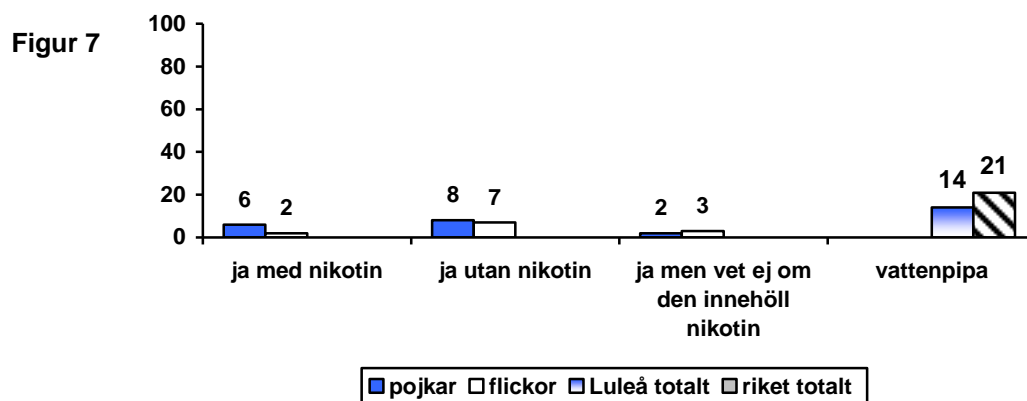 Figur 7
100
80
60
40
20
0
6
2
8
7
2
3
14
21
ja med nikotin
ja utan nikotin
ja men vet ej om
den innehöll
nikotin
vattenpipa
pojkar flickor Luleå totalt riket totalt